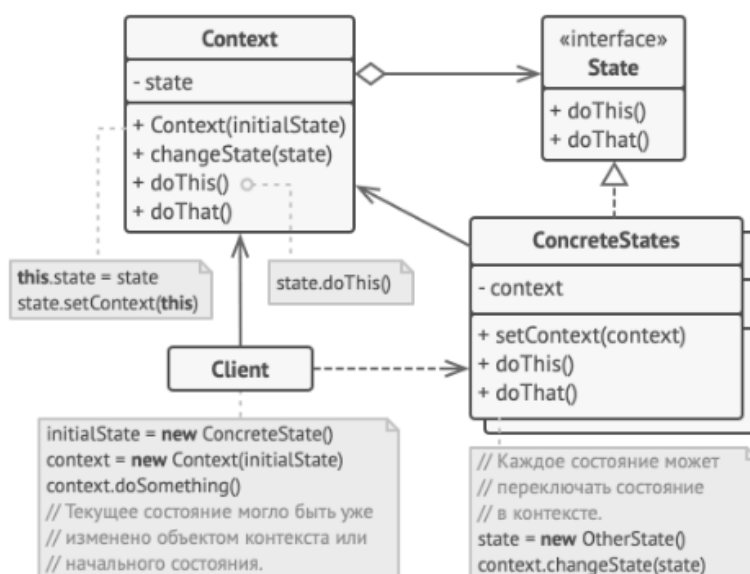 Context
- state
+ Context(initialState)
+ changeState(state)
+ doThis()
+ doThat()
«interface»
State
+ doThis()
+ doThat()
this.state = state
state.setContext(this)
state.doThis()
ConcreteStates
- context
+ setContext(context)
+ doThis()
+ doThat()
Client
initialState = new ConcreteState()
context = new Context(initialState)
context.doSomething()
// Текущее состояние могло быть уже
// изменено объектом контекста или
// начального состояния.
// Каждое состояние может
// переключать состояние
// в контексте.
state = new OtherState()
context.changeState(state)